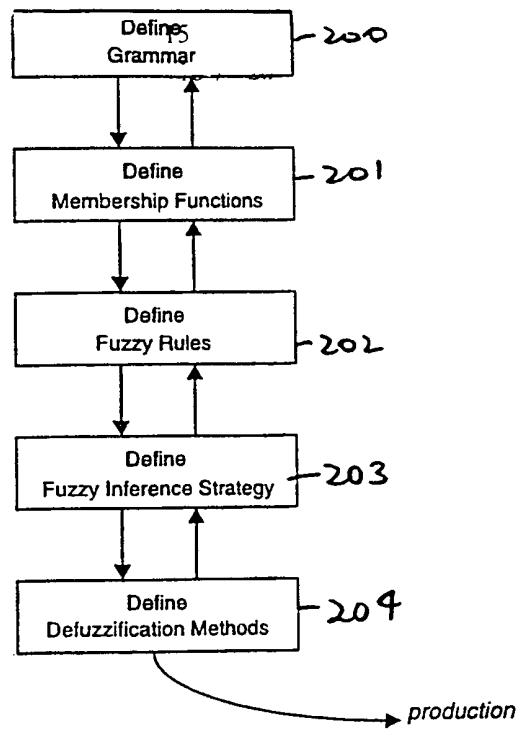 Define
15
Grammar
200
Define
Membership Functions
201
Define
Fuzzy Rules
202
Define
Fuzzy Inference Strategy
203
Define
Defuzzification Methods
204
production